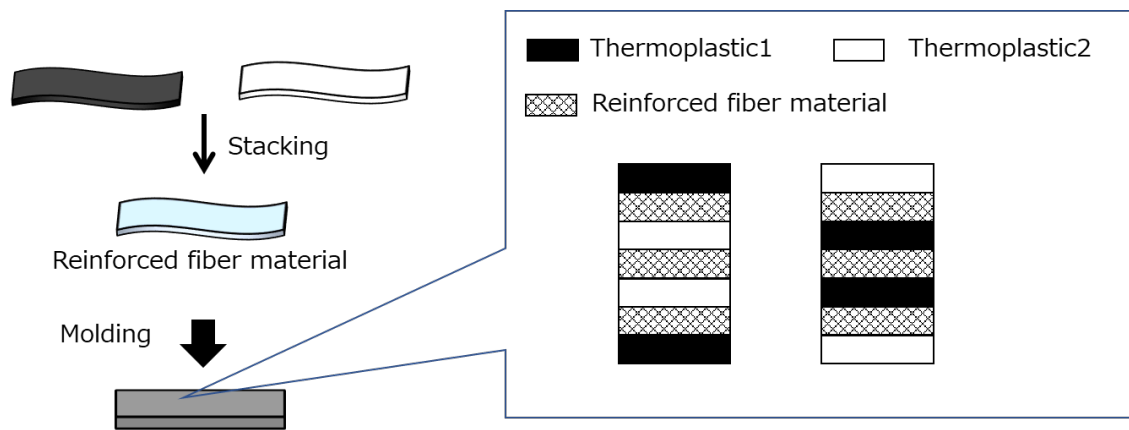 Thermoplastic1
Thermoplastic2
Reinforced fiber material
Stacking
Reinforced fiber material
Molding